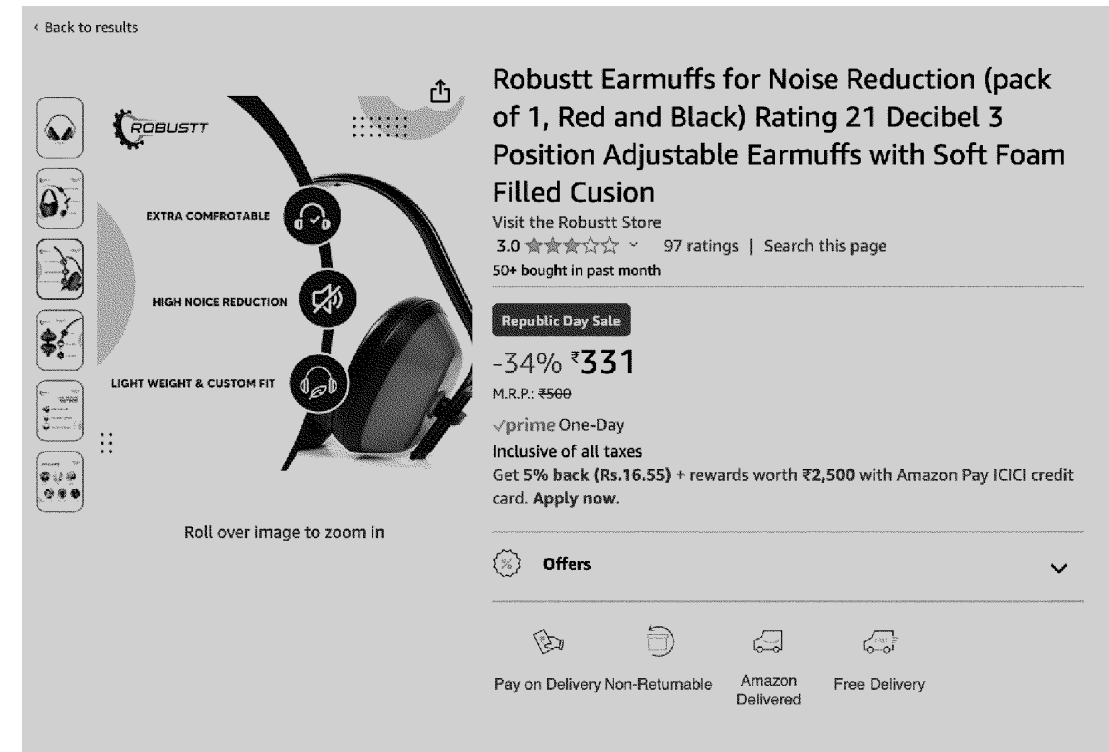 ‹ Back to results
ROBUSTT
EXTRA COMFROTABLE
HIGH NOICE REDUCTION
LIGHT WEIGHT & CUSTOM FIT
Roll over image to zoom in
Robustt Earmuffs for Noise Reduction (pack
of 1, Red and Black) Rating 21 Decibel 3
Position Adjustable Earmuffs with Soft Foam
Filled Cusion
Visit the Robustt Store
3.0 97 ratings | Search this page
50+ bought in past month
Republic Day Sale
-34% ₹331
M.R.P.: ₹500
prime One-Day
Inclusive of all taxes
Get 5% back (Rs.16.55) + rewards worth ₹2,500 with Amazon Pay ICICI credit
card. Apply now.
Offers
Pay on Delivery Non-Returnable Amazon Delivered Free Delivery